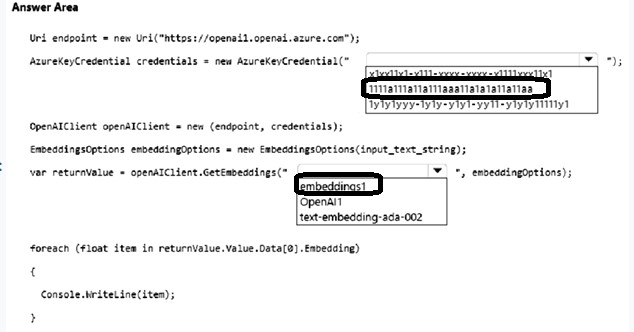 Answer Area
Uri endpoint = new Uri("https://openai1.openai.azure.com");
AzureKeyCredential credentials = new AzureKeyCredential(" ");
x1xx11x1-x111-xxxx-xxxx-x1111xxx11x1
1111a111a11a111aaa11a1a1a11a11aa
1y1y1yyy-1y1y-y1y1-yy11-y1y1y11111y1
OpenAIClient openAIClient = new (endpoint, credentials);
EmbeddingsOptions embeddingOptions = new EmbeddingsOptions(input_text_string);
var returnValue = openAIClient.GetEmbeddings(" ", embeddingOptions);
embeddings1
OpenAI1
text-embedding-ada-002
foreach (float item in returnValue.Value.Data[0].Embedding)
{
Console.WriteLine(item);
}